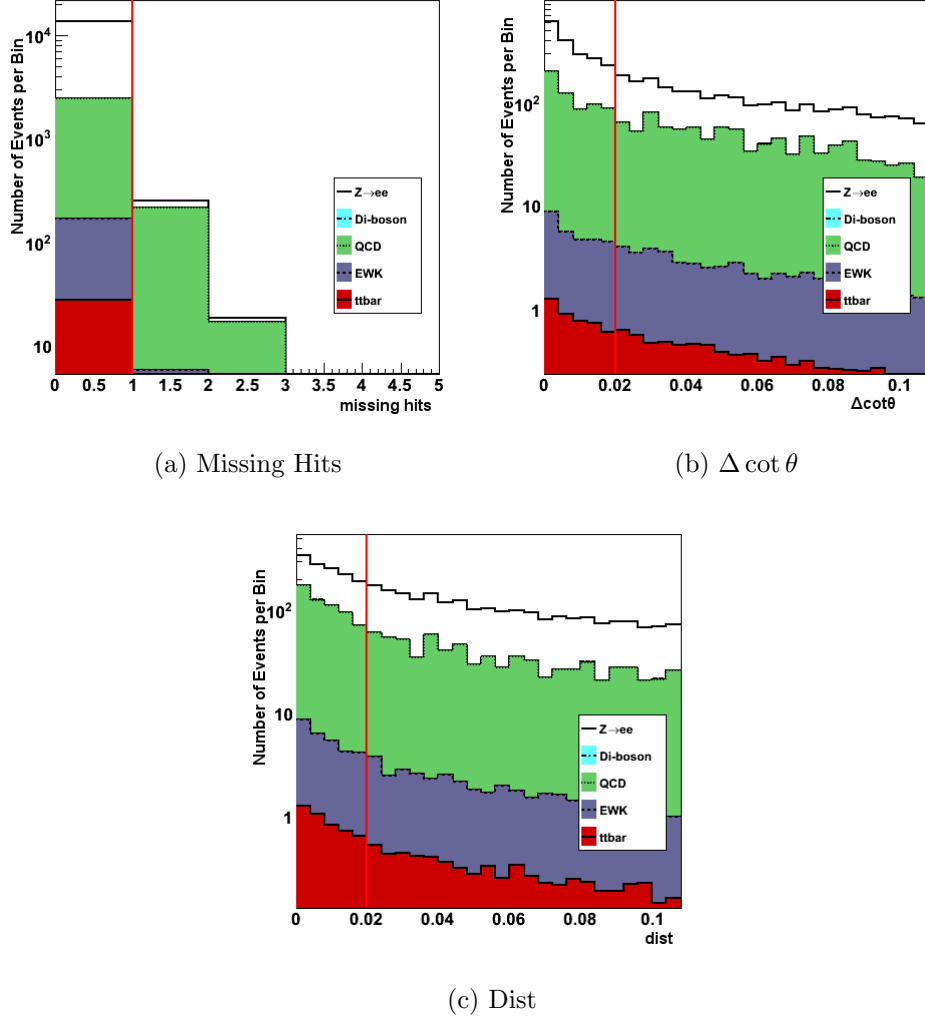 Number of Events per Bin
10⁴
10³
10²
10
Z→ee
Di-boson
QCD
EWK
ttbar
0 0.5 1 1.5 2 2.5 3 3.5 4 4.5 5
missing hits
(a) Missing Hits
Number of Events per Bin
10²
10
1
Z→ee
Di-boson
QCD
EWK
ttbar
0 0.02 0.04 0.06 0.08 0.1
Δcotθ
(b) Δ cot θ
Number of Events per Bin
10²
10
1
Z→ee
Di-boson
QCD
EWK
ttbar
0 0.02 0.04 0.06 0.08 0.1
dist
(c) Dist